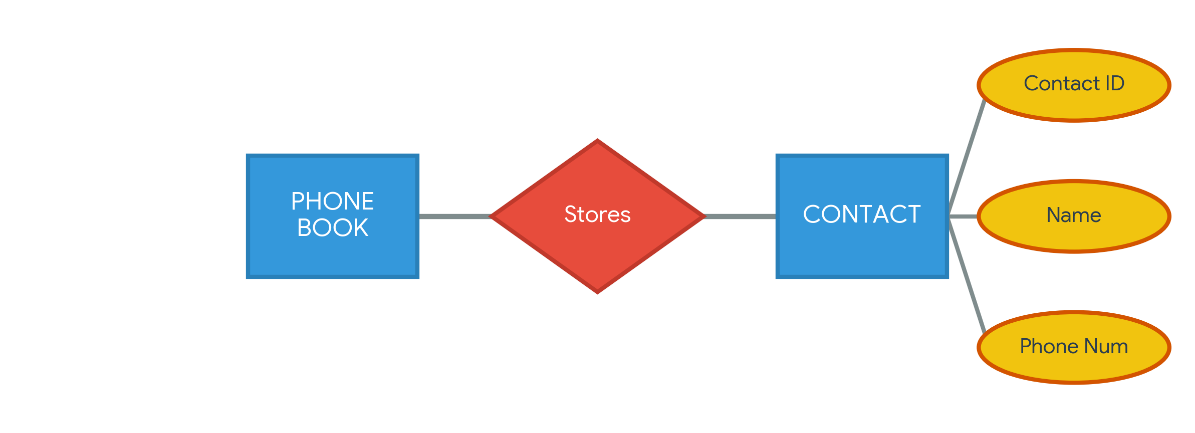 PHONE
BOOK
Stores
CONTACT
Contact ID
Name
Phone Num